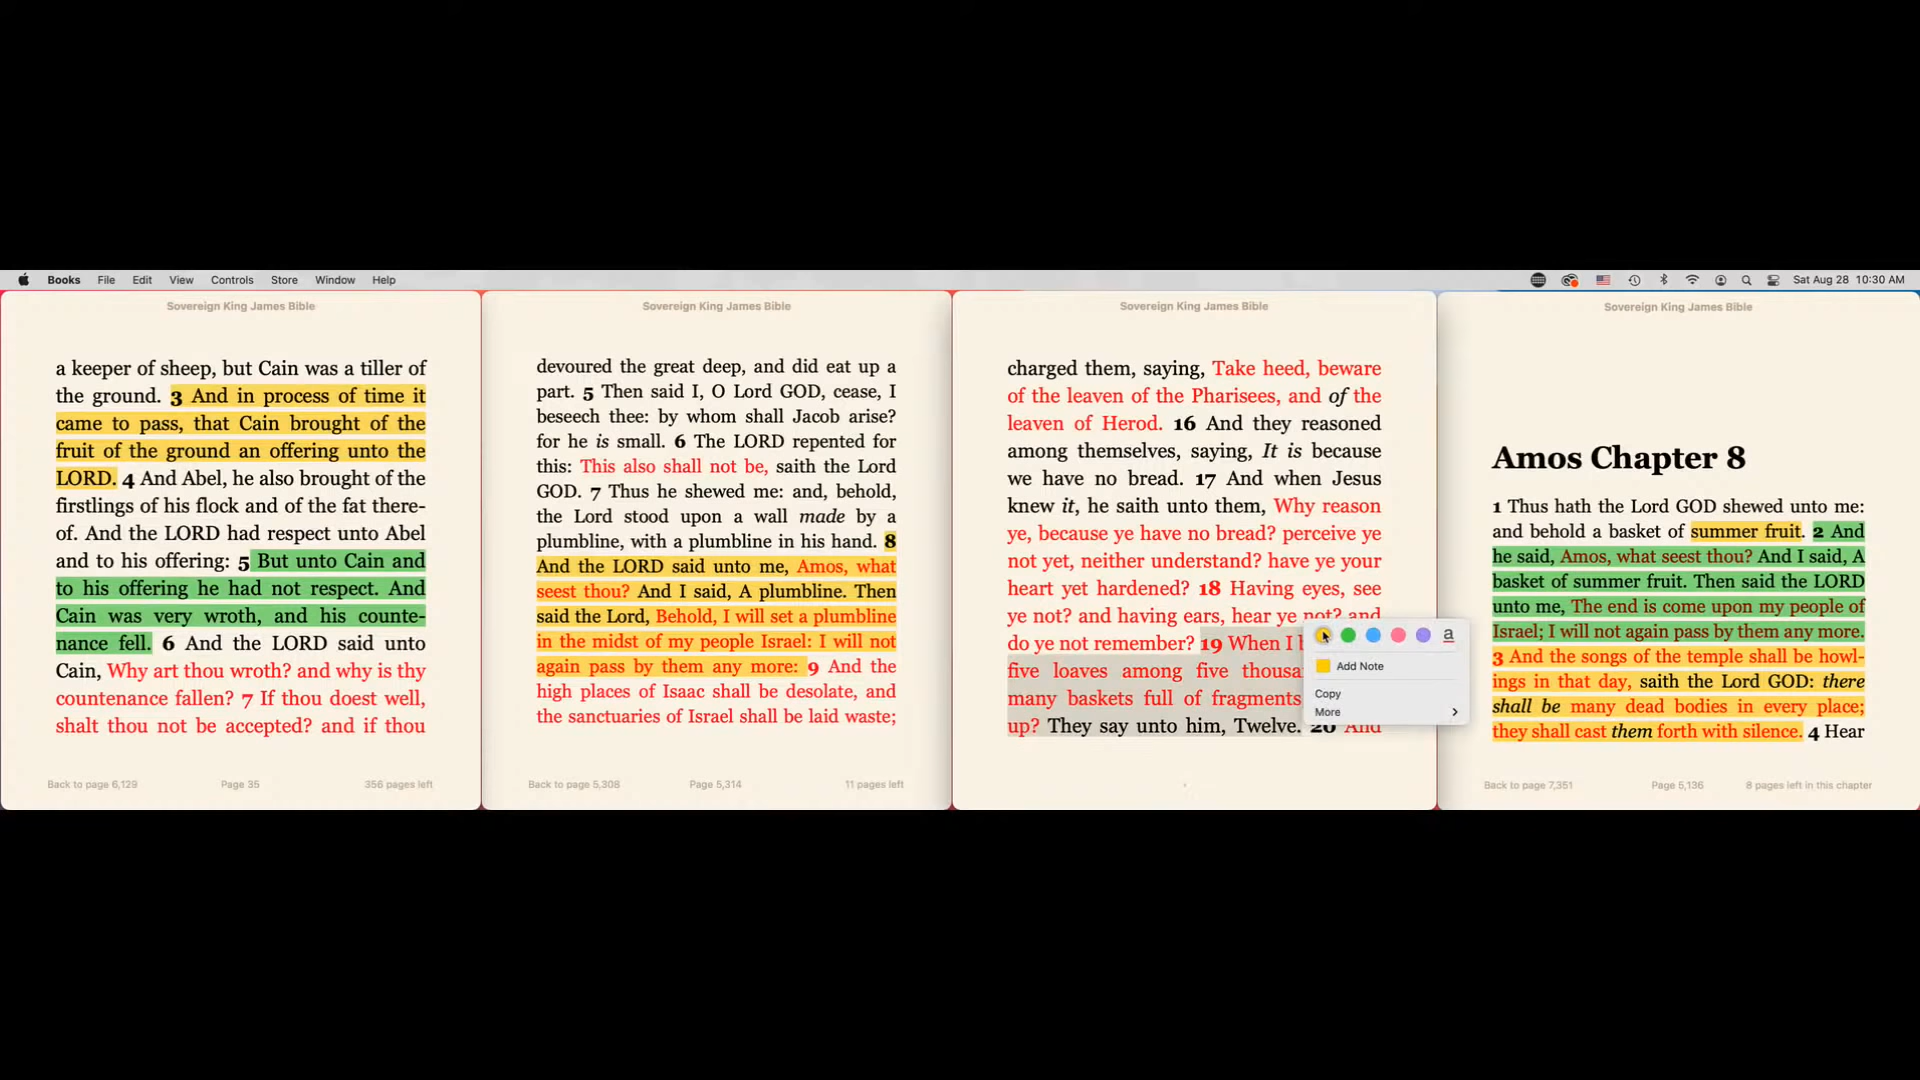 Books File Edit View Controls Store Window Help
Sat Aug 28 10:30 AM
Sovereign King James Bible
a keeper of sheep, but Cain was a tiller of
the ground. 3 And in process of time it
came to pass, that Cain brought of the
fruit of the ground an offering unto the
LORD. 4 And Abel, he also brought of the
firstlings of his flock and of the fat there-
of. And the LORD had respect unto Abel
and to his offering: 5 But unto Cain and
to his offering he had not respect. And
Cain was very wroth, and his counte-
nance fell. 6 And the LORD said unto
Cain, Why art thou wroth? and why is thy
countenance fallen? 7 If thou doest well,
shalt thou not be accepted? and if thou
Back to page 6,129 Page 35 356 pages left
Sovereign King James Bible
devoured the great deep, and did eat up a
part. 5 Then said I, O Lord GOD, cease, I
beseech thee: by whom shall Jacob arise?
for he is small. 6 The LORD repented for
this: This also shall not be, saith the Lord
GOD. 7 Thus he shewed me: and, behold,
the Lord stood upon a wall made by a
plumbline, with a plumbline in his hand. 8
And the LORD said unto me, Amos, what
seest thou? And I said, A plumbline. Then
said the Lord, Behold, I will set a plumbline
in the midst of my people Israel: I will not
again pass by them any more: 9 And the
high places of Isaac shall be desolate, and
the sanctuaries of Israel shall be laid waste;
Back to page 5,308 Page 5,314 11 pages left
Sovereign King James Bible
charged them, saying, Take heed, beware
of the leaven of the Pharisees, and of the
leaven of Herod. 16 And they reasoned
among themselves, saying, It is because
we have no bread. 17 And when Jesus
knew it, he saith unto them, Why reason
ye, because ye have no bread? perceive ye
not yet, neither understand? have ye your
heart yet hardened? 18 Having eyes, see
ye not? and having ears, hear ye not? and
do ye not remember? 19 When I
five loaves among five
many baskets full of fragments
up? They say unto him, Twelve. 20 And
a
Add Note
Copy
More
Sovereign King James Bible
Amos Chapter 8
1 Thus hath the Lord GOD shewed unto me:
and behold a basket of summer fruit. 2 And
he said, Amos, what seest thou? And I said, A
basket of summer fruit. Then said the LORD
unto me, The end is come upon my people of
Israel; I will not again pass by them any more.
3 And the songs of the temple shall be howl-
ings in that day, saith the Lord GOD: there
shall be many dead bodies in every place;
they shall cast them forth with silence. 4 Hear
Back to page 7,351 Page 5,136 8 pages left in this chapter